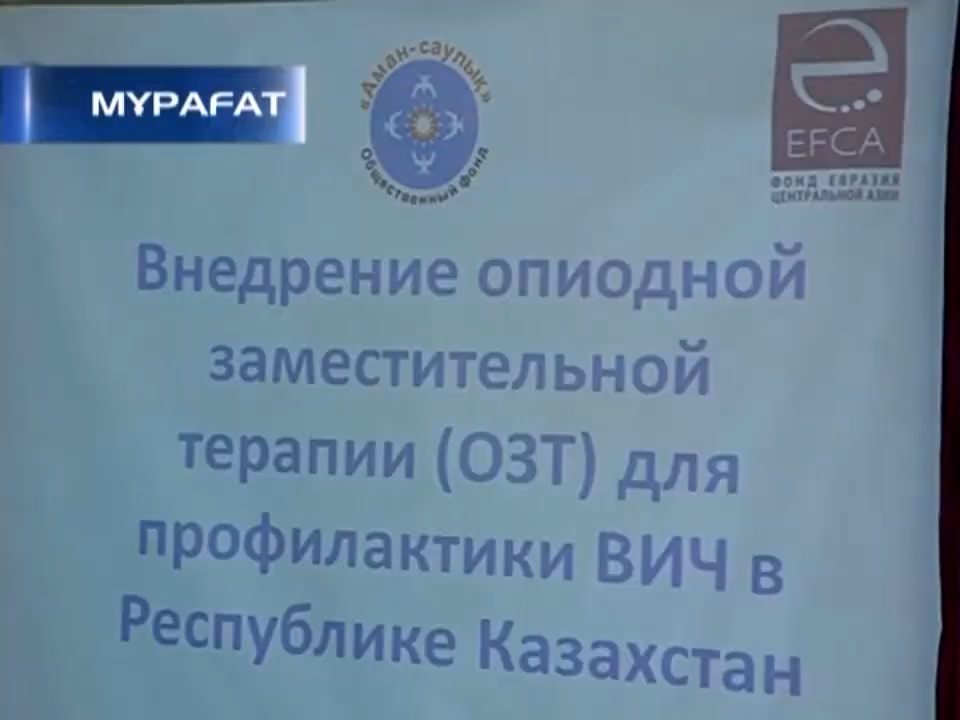 МҰРАҒАТ
«Аман-саулық»
Общественный фонд
EFCA
ФОНД ЕВРАЗИЯ
ЦЕНТРАЛЬНОЙ АЗИИ
Внедрение опиодной
заместительной
терапии (ОЗТ) для
профилактики ВИЧ в
Республике Казахстан